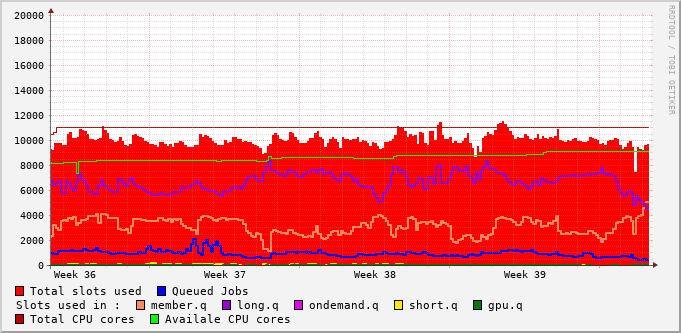 RRDTOOL / TOBI OETIKER
20000
18000
16000
14000
12000
10000
8000
6000
4000
2000
0
Week 36 Week 37 Week 38 Week 39
Total slots used Queued Jobs
Slots used in : member.q long.q ondemand.q short.q gpu.q
Total CPU cores Availale CPU cores